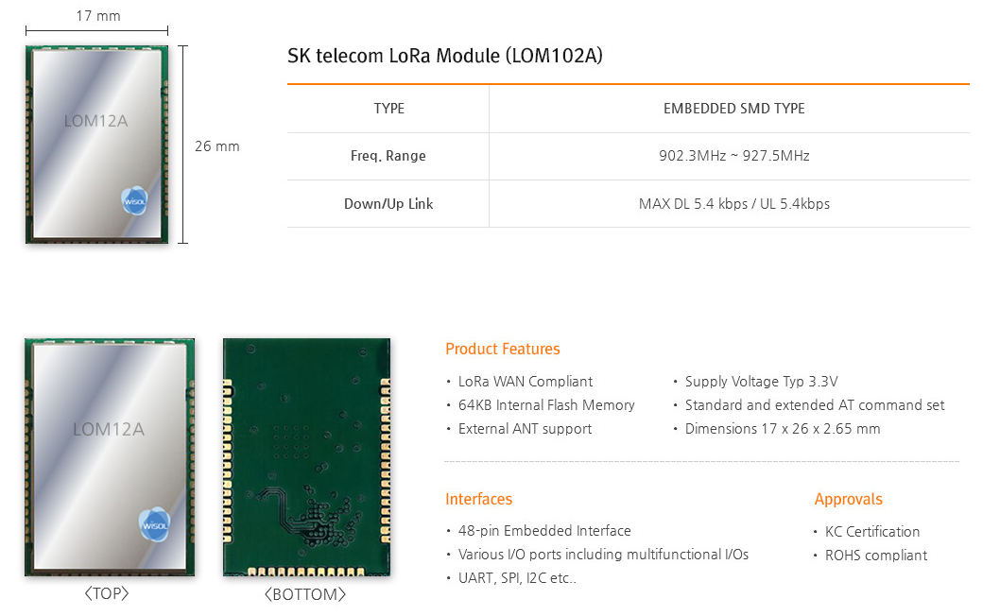 17 mm
LOM12A
WiSOL
26 mm
SK telecom LoRa Module (LOM102A)
TYPE EMBEDDED SMD TYPE
Freq. Range 902.3MHz ~ 927.5MHz
Down/Up Link MAX DL 5.4 kbps / UL 5.4kbps
LOM12A
WiSOL
<TOP>
<BOTTOM>
Product Features
• LoRa WAN Compliant
• 64KB Internal Flash Memory
• External ANT support
• Supply Voltage Typ 3.3V
• Standard and extended AT command set
• Dimensions 17 x 26 x 2.65 mm
Interfaces
• 48-pin Embedded Interface
• Various I/O ports including multifunctional I/Os
• UART, SPI, I2C etc..
Approvals
• KC Certification
• ROHS compliant